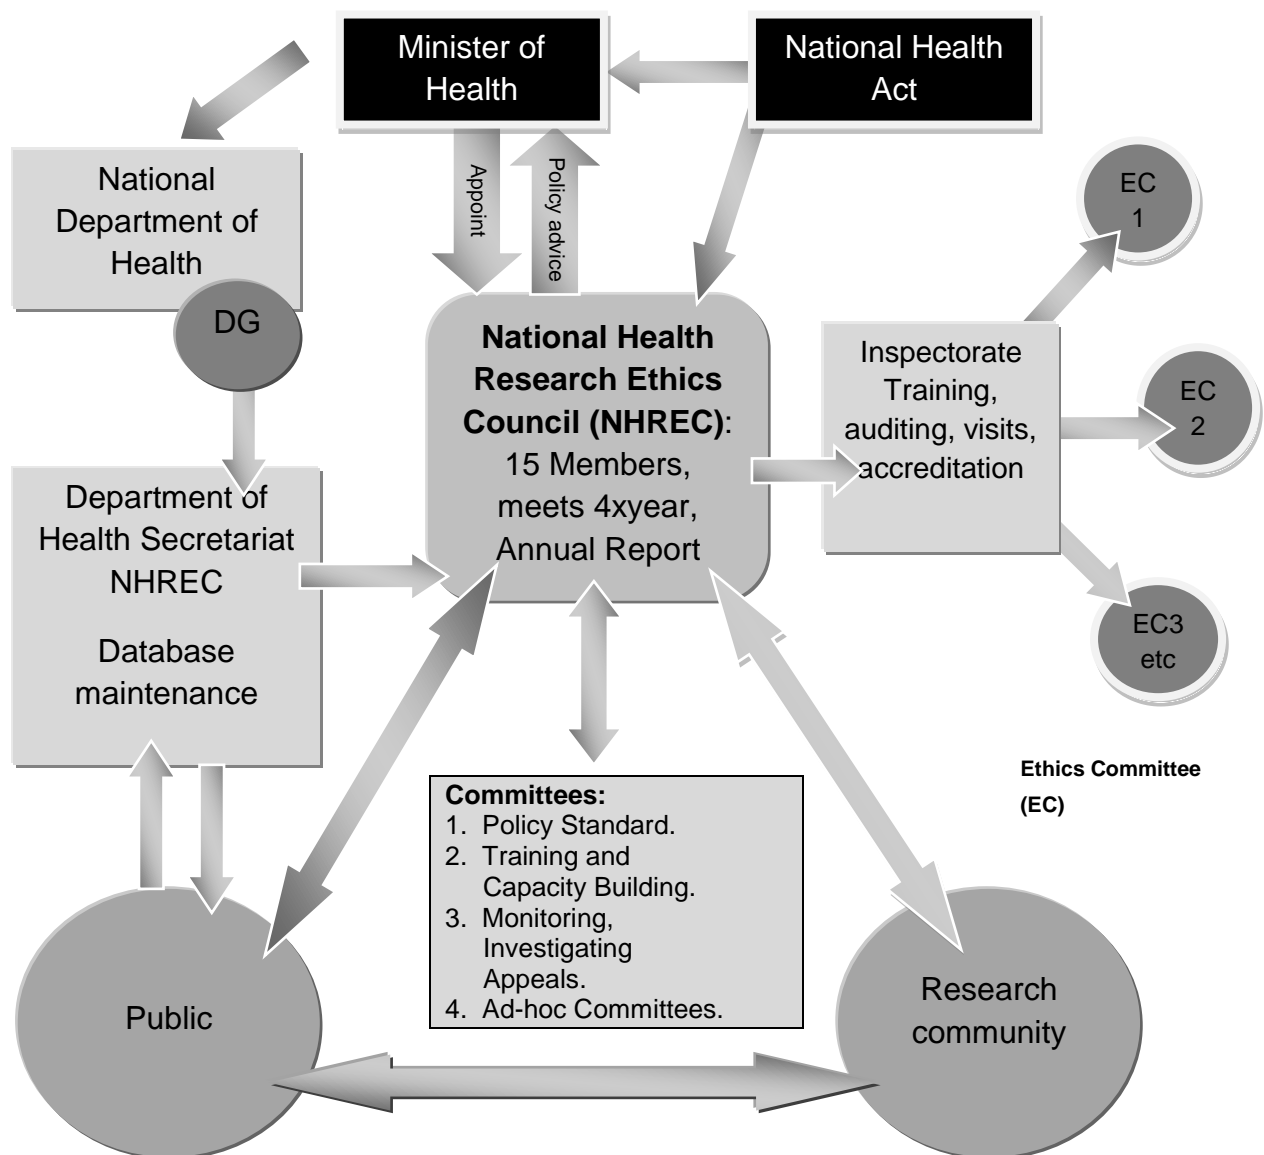 Minister of
Health
National Health
Act
National
Department of
Health
DG
Appoint
Policy advice
EC
1
National Health
Research Ethics
Council (NHREC):
15 Members,
meets 4xyear,
Annual Report
Inspectorate
Training,
auditing, visits,
accreditation
EC
2
Department of
Health Secretariat
NHREC
Database
maintenance
EC3
etc
Ethics Committee
(EC)
Committees:
1. Policy Standard.
2. Training and
Capacity Building.
3. Monitoring,
Investigating
Appeals.
4. Ad-hoc Committees.
Public
Research
community